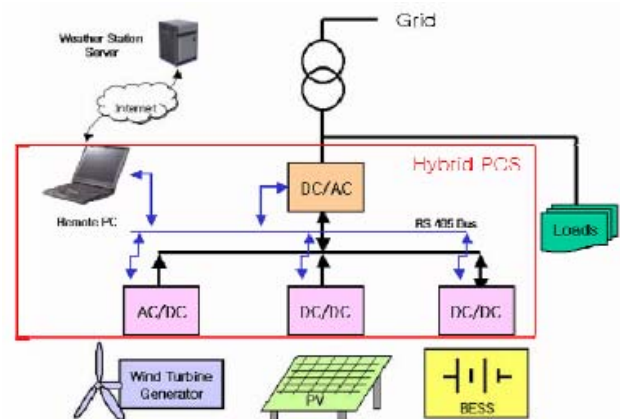 Grid
Weather Station
Server
Internet
Hybrid PCS
DC/AC
Remote PC
RS 485 Bus
Loads
AC/DC
DC/DC
DC/DC
Wind Turbine
Generator
PV
BESS